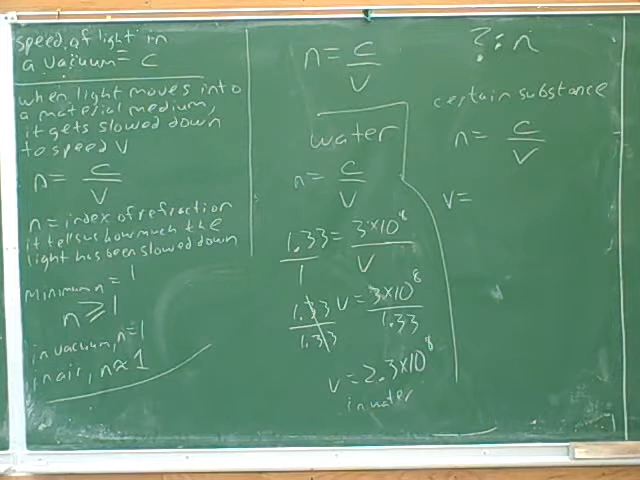 speed of light in
a vacuum = c
when light moves into
a material medium,
it gets slowed down
to speed v
n = c
v
n = index of refraction
it tells us how much the
light has been slowed down
minimum n = 1
n ≥ 1
in vacuum, n=1
in air, n≈1
n = c
v
water
n = c
v
1.33 = 3×10⁸
1 v
1.33 v = 3×10⁸
1.33 1.33
v = 2.3×10⁸
in water
?: n
certain substance
n = c
v
v =